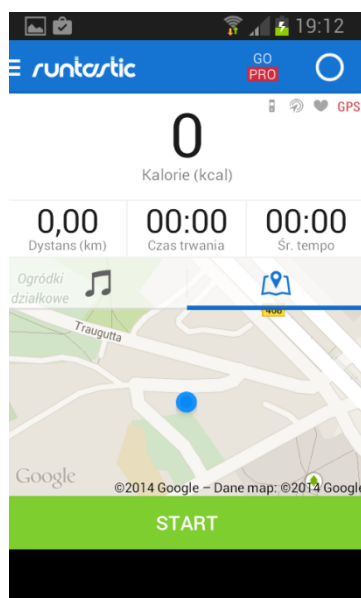 19:12
runtastic
GO
PRO
GPS
0
Kalorie (kcal)
0,00 00:00 00:00
Dystans (km) Czas trwania Śr. tempo
Ogródki
działkowe
468
Traugutta
Google
©2014 Google – Dane map: ©2014 Google
START